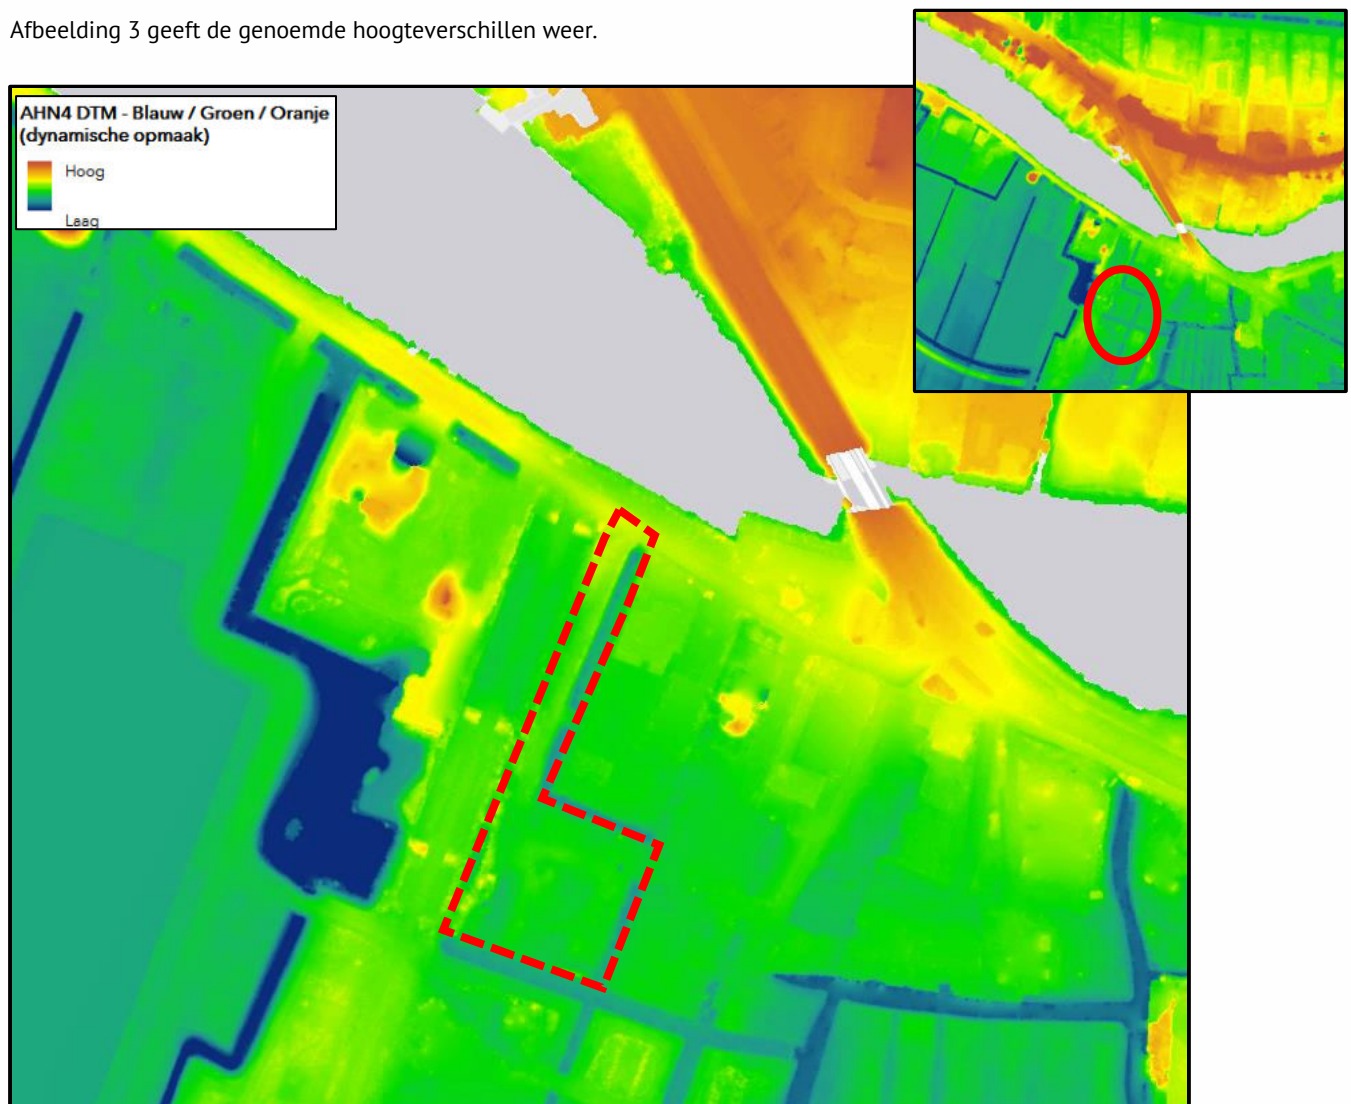 Afbeelding 3 geeft de genoemde hoogteverschillen weer.
AHN4 DTM - Blauw / Groen / Oranje
(dynamische opmaak)
Hoog
Laag